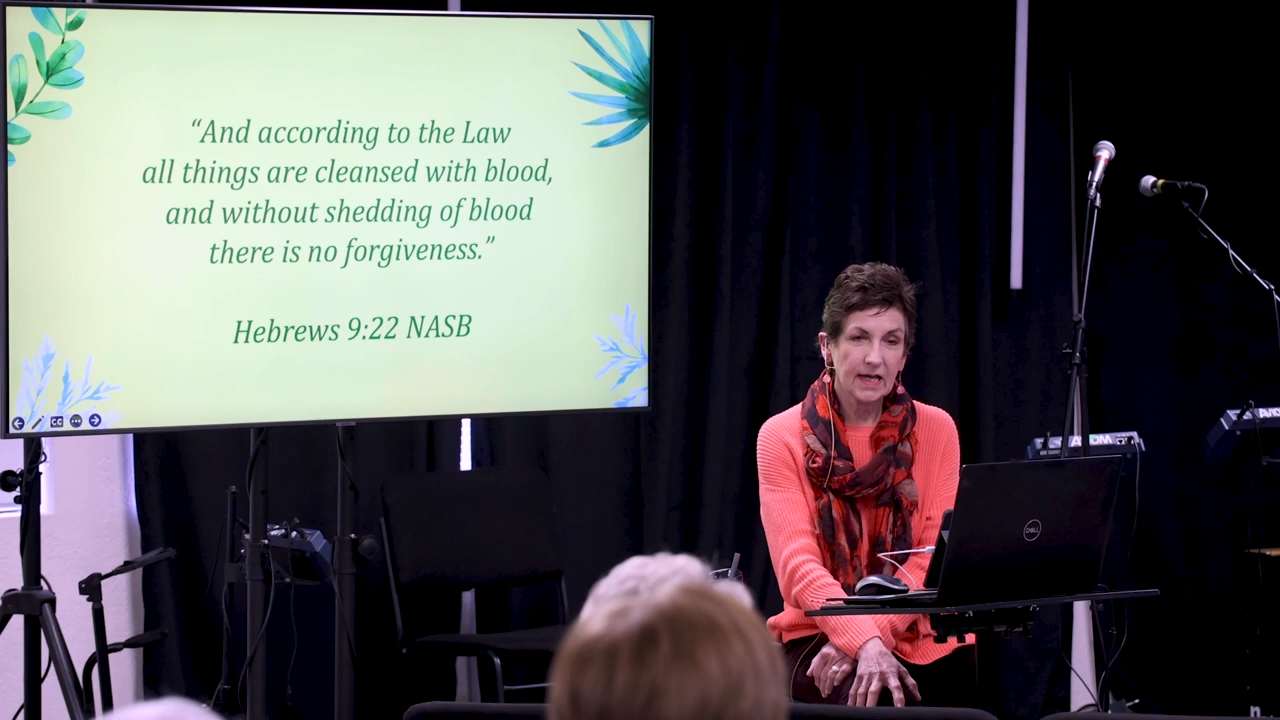 “And according to the Law
all things are cleansed with blood,
and without shedding of blood
there is no forgiveness.”
Hebrews 9:22 NASB
CC
DELL